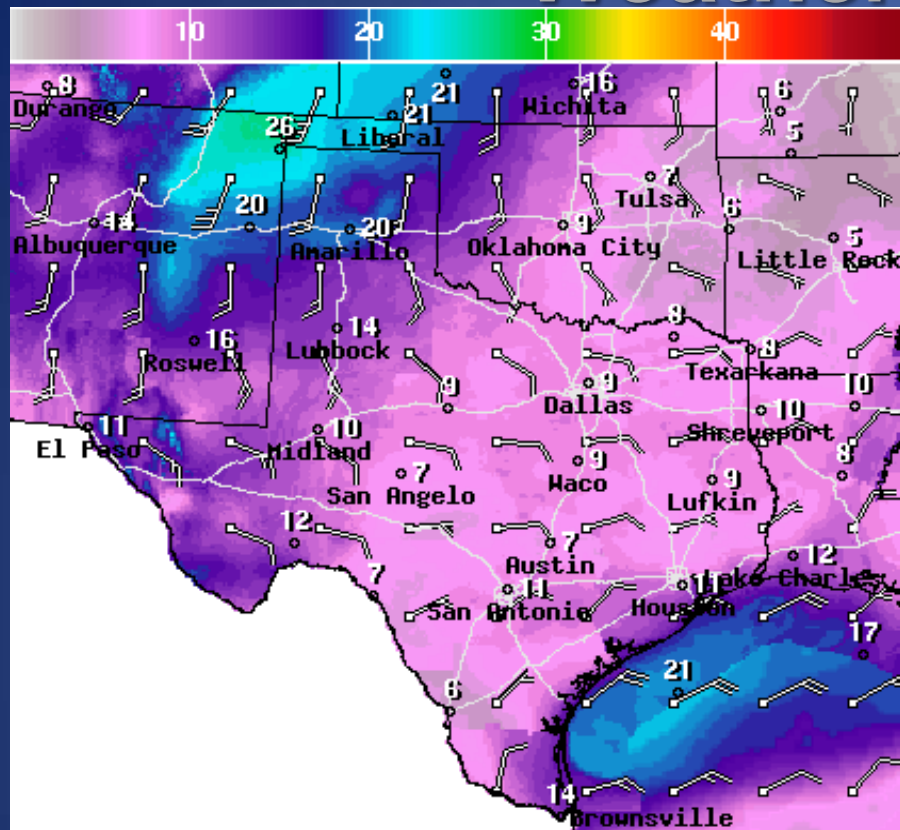 Weather
10 20 30 40
8
Durango
21
16
Wichita
6
26
21
Liberal
5
7
Tulsa
14
Albuquerque
20
20
Amarillo
9
Oklahoma City
6
5
Little Rock
16
Roswell
14
Lubbock
8
8
Texarkana
9
9
Dallas
10
10
Shreveport
11
El Paso
10
Midland
7
San Angelo
9
Waco
9
Lufkin
8
12
7
Austin
12
Lake Charles
7
11
San Antonio
11
Houston
17
6
21
14
Brownsville